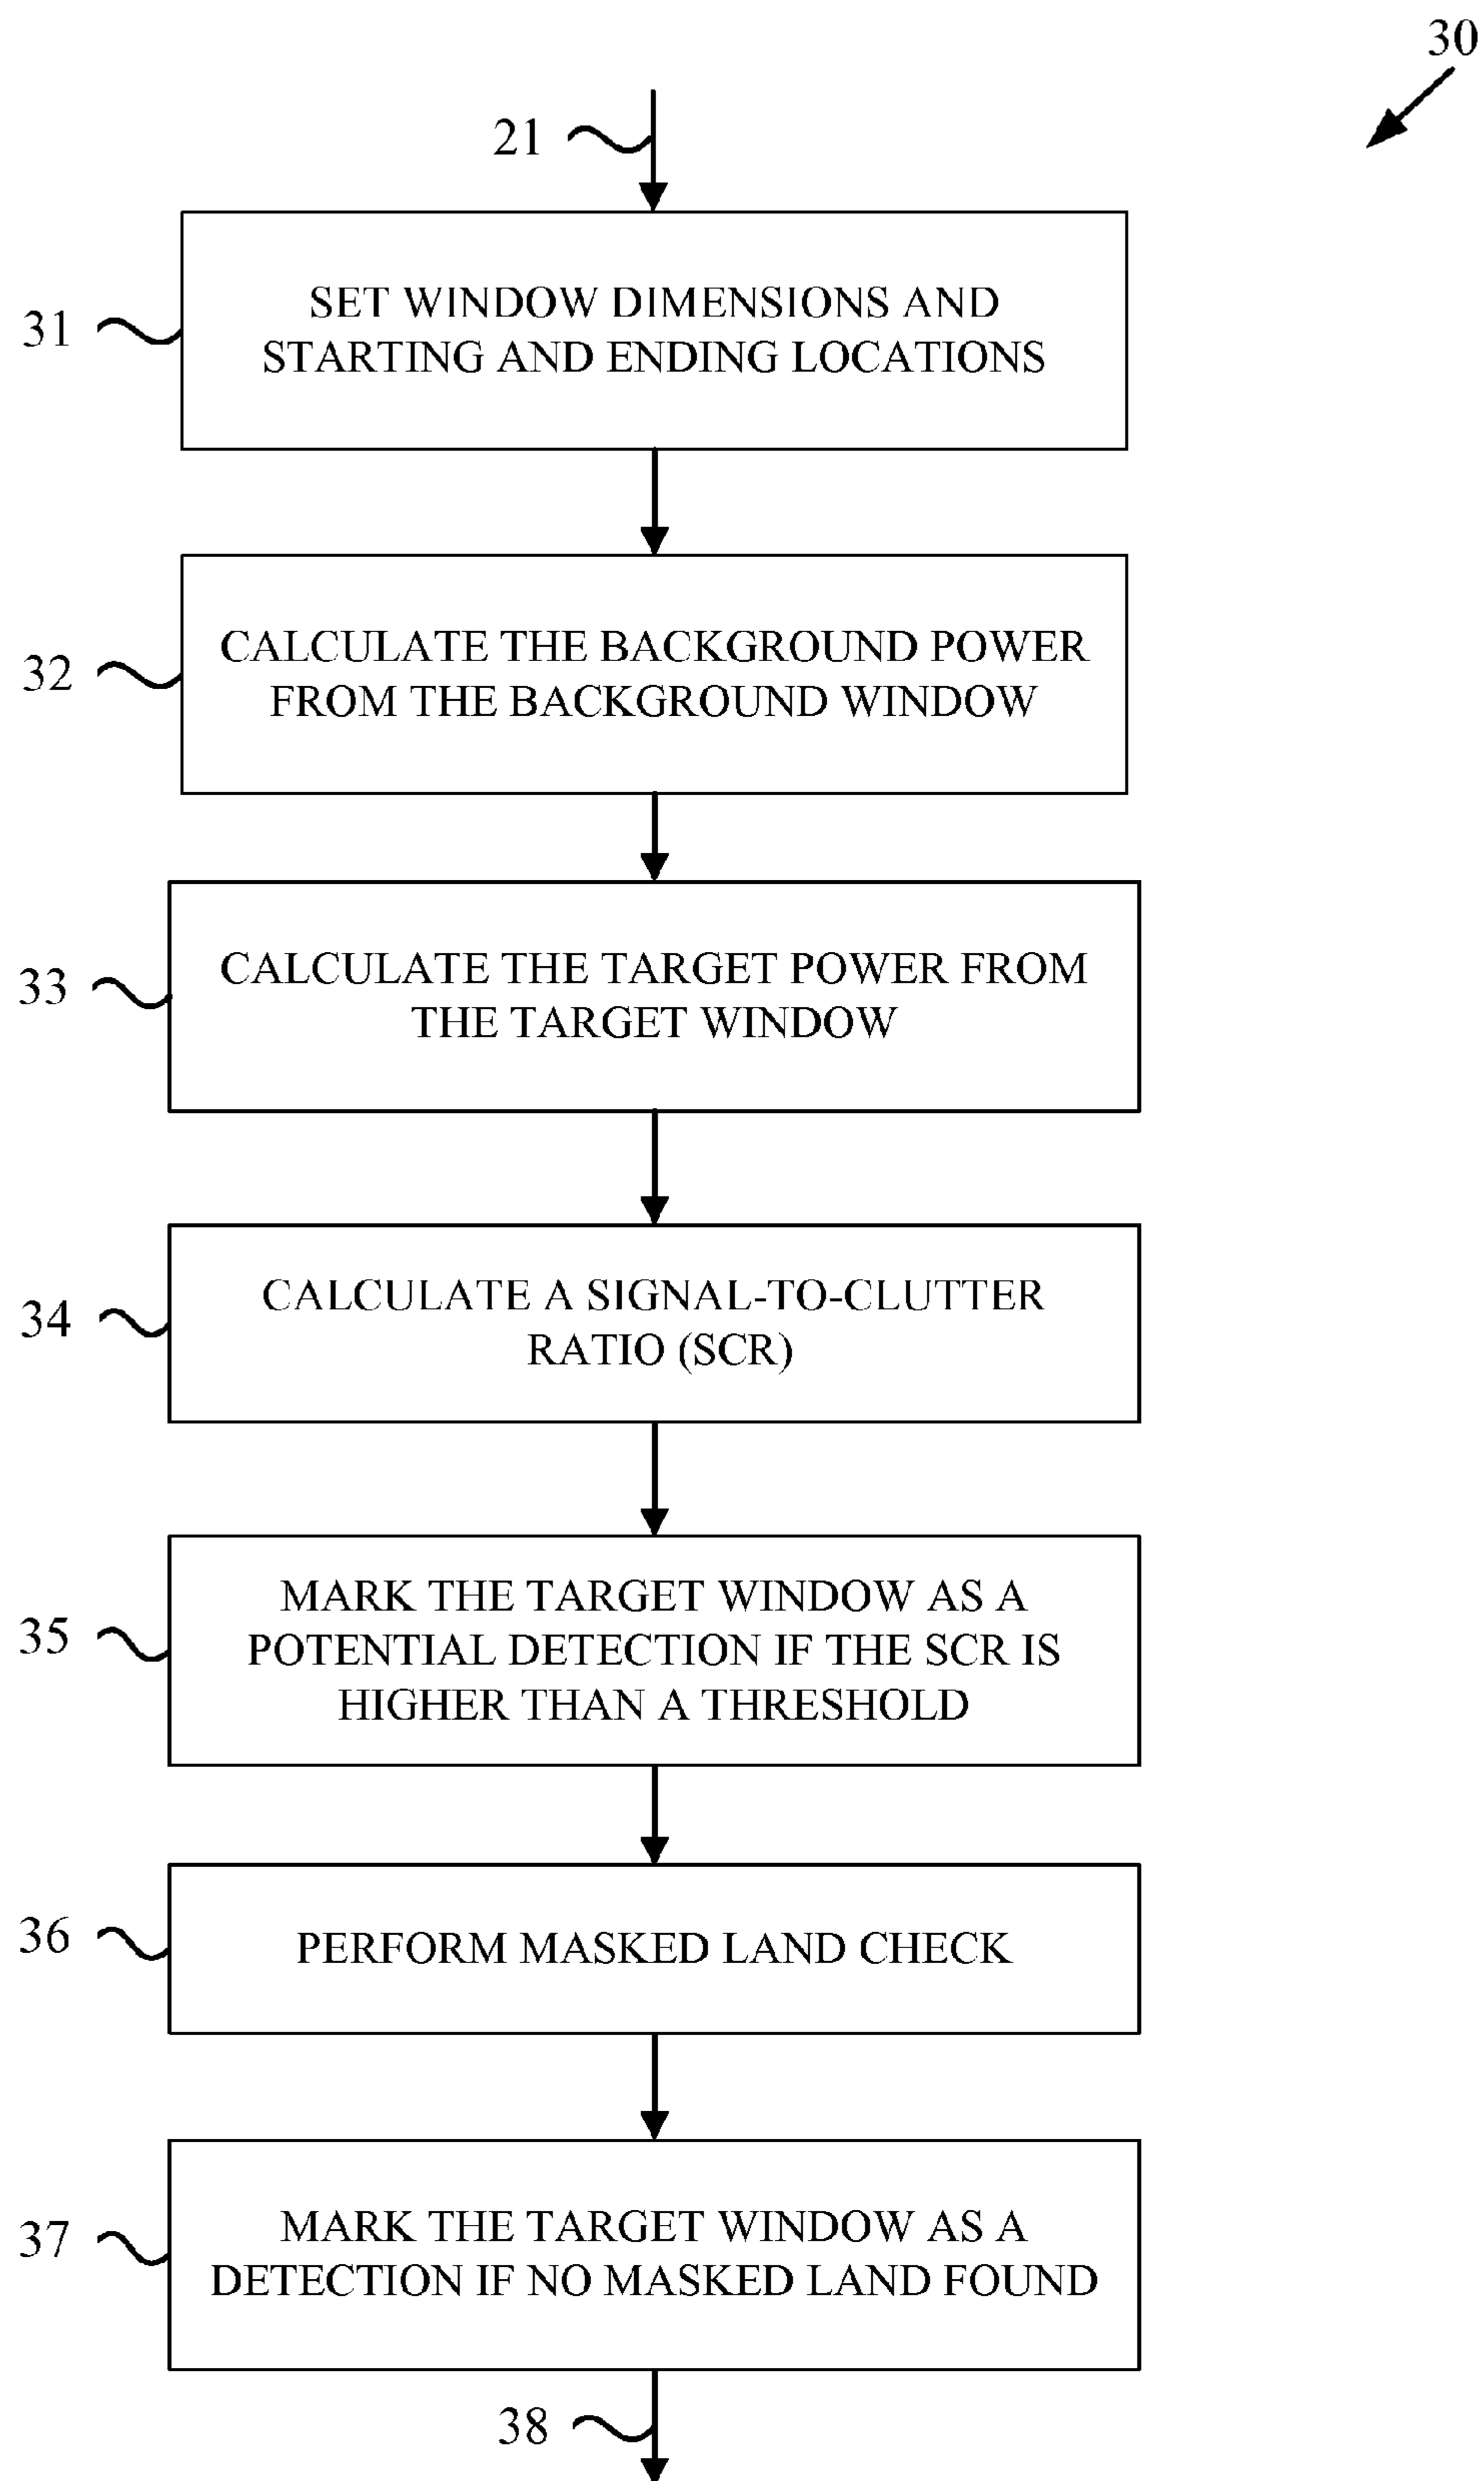 30
21
31
SET WINDOW DIMENSIONS AND
STARTING AND ENDING LOCATIONS
32
CALCULATE THE BACKGROUND POWER
FROM THE BACKGROUND WINDOW
33
CALCULATE THE TARGET POWER FROM
THE TARGET WINDOW
34
CALCULATE A SIGNAL-TO-CLUTTER
RATIO (SCR)
35
MARK THE TARGET WINDOW AS A
POTENTIAL DETECTION IF THE SCR IS
HIGHER THAN A THRESHOLD
36
PERFORM MASKED LAND CHECK
37
MARK THE TARGET WINDOW AS A
DETECTION IF NO MASKED LAND FOUND
38